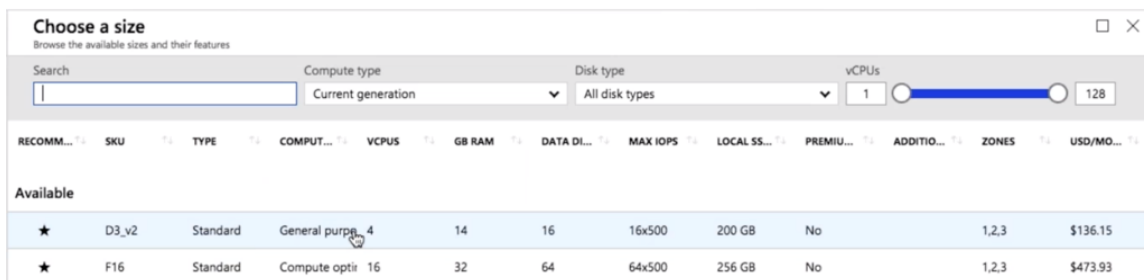 Choose a size
Browse the available sizes and their features
Search Compute type Disk type vCPUs
Current generation All disk types 1 128
RECOMM... SKU TYPE COMPUT... VCPUS GB RAM DATA DI... MAX IOPS LOCAL SS... PREMIU... ADDITIO... ZONES USD/MO...
Available
★ D3_v2 Standard General purpo 4 14 16 16x500 200 GB No 1,2,3 $136.15
★ F16 Standard Compute optir 16 32 64 64x500 256 GB No 1,2,3 $473.93